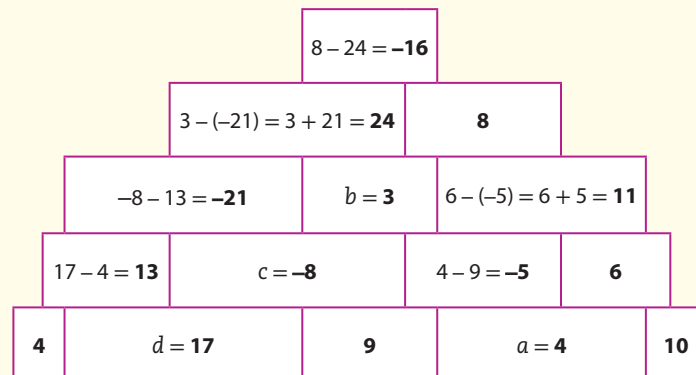 8 – 24 = –16
3 – (–21) = 3 + 21 = 24 8
–8 – 13 = –21 b = 3 6 – (–5) = 6 + 5 = 11
17 – 4 = 13 c = –8 4 – 9 = –5 6
4 d = 17 9 a = 4 10